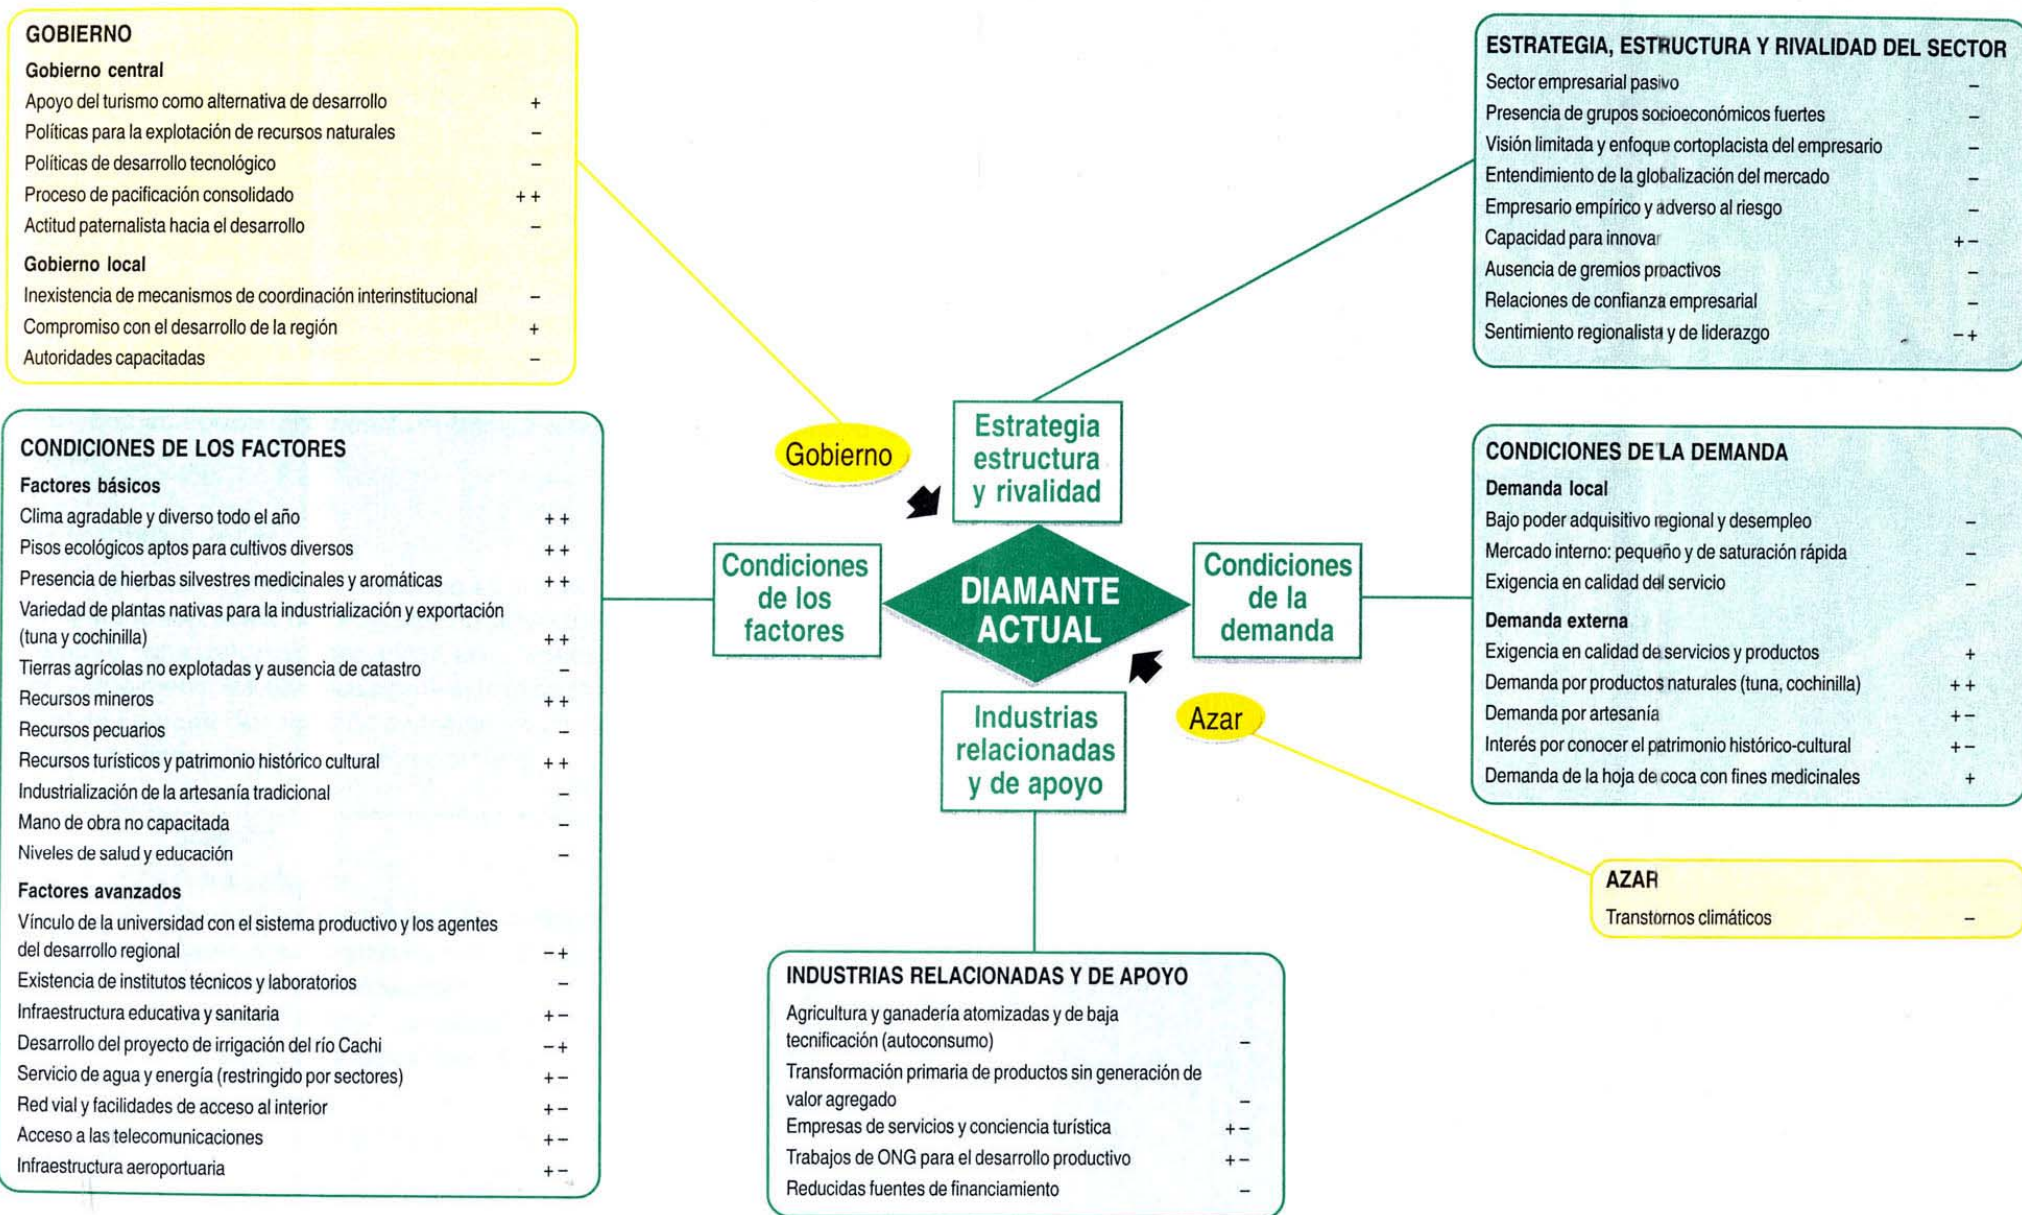 GOBIERNO
Gobierno central
Apoyo del turismo como alternativa de desarrollo +
Políticas para la explotación de recursos naturales –
Políticas de desarrollo tecnológico –
Proceso de pacificación consolidado + +
Actitud paternalista hacia el desarrollo –
Gobierno local
Inexistencia de mecanismos de coordinación interinstitucional –
Compromiso con el desarrollo de la región +
Autoridades capacitadas –
ESTRATEGIA, ESTRUCTURA Y RIVALIDAD DEL SECTOR
Sector empresarial pasivo –
Presencia de grupos socioeconómicos fuertes –
Visión limitada y enfoque cortoplacista del empresario –
Entendimiento de la globalización del mercado –
Empresario empírico y adverso al riesgo –
Capacidad para innovar + –
Ausencia de gremios proactivos –
Relaciones de confianza empresarial –
Sentimiento regionalista y de liderazgo – +
CONDICIONES DE LOS FACTORES
Factores básicos
Clima agradable y diverso todo el año + +
Pisos ecológicos aptos para cultivos diversos + +
Presencia de hierbas silvestres medicinales y aromáticas + +
Variedad de plantas nativas para la industrialización y exportación
(tuna y cochinilla) + +
Tierras agrícolas no explotadas y ausencia de catastro –
Recursos mineros + +
Recursos pecuarios –
Recursos turísticos y patrimonio histórico cultural + +
Industrialización de la artesanía tradicional –
Mano de obra no capacitada –
Niveles de salud y educación –
Factores avanzados
Vínculo de la universidad con el sistema productivo y los agentes
del desarrollo regional – +
Existencia de institutos técnicos y laboratorios –
Infraestructura educativa y sanitaria + –
Desarrollo del proyecto de irrigación del río Cachi – +
Servicio de agua y energía (restringido por sectores) + –
Red vial y facilidades de acceso al interior + –
Acceso a las telecomunicaciones + –
Infraestructura aeroportuaria + –
Gobierno
Estrategia
estructura
y rivalidad
Condiciones
de los
factores
DIAMANTE
ACTUAL
Condiciones
de la
demanda
Industrias
relacionadas
y de apoyo
Azar
CONDICIONES DE LA DEMANDA
Demanda local
Bajo poder adquisitivo regional y desempleo –
Mercado interno: pequeño y de saturación rápida –
Exigencia en calidad del servicio –
Demanda externa
Exigencia en calidad de servicios y productos +
Demanda por productos naturales (tuna, cochinilla) + +
Demanda por artesanía + –
Interés por conocer el patrimonio histórico-cultural + –
Demanda de la hoja de coca con fines medicinales +
AZAR
Transtornos climáticos –
INDUSTRIAS RELACIONADAS Y DE APOYO
Agricultura y ganadería atomizadas y de baja
tecnificación (autoconsumo) –
Transformación primaria de productos sin generación de
valor agregado –
Empresas de servicios y conciencia turística + –
Trabajos de ONG para el desarrollo productivo + –
Reducidas fuentes de financiamiento –